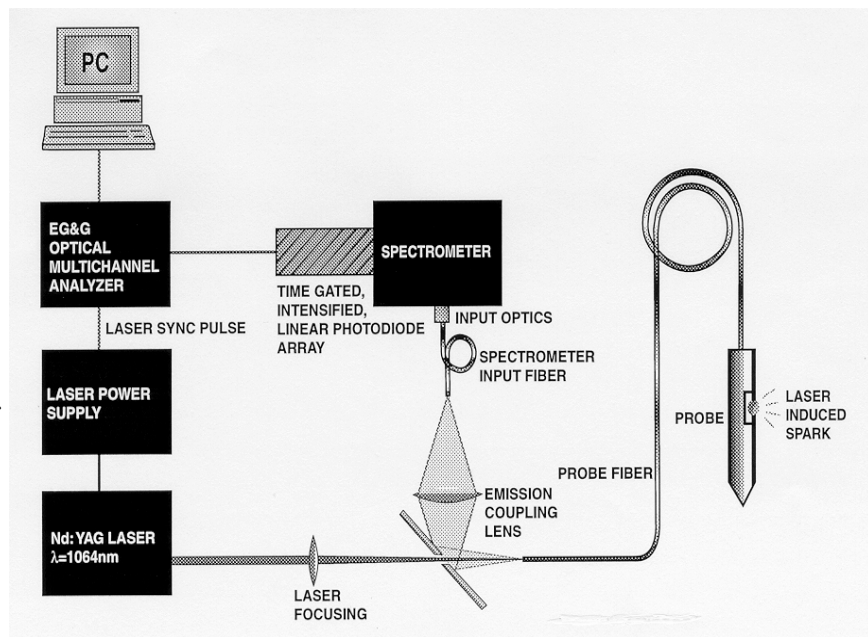 PC
EG&G
OPTICAL
MULTICHANNEL
ANALYZER
SPECTROMETER
TIME GATED,
INTENSIFIED,
LINEAR PHOTODIODE
ARRAY
INPUT OPTICS
LASER SYNC PULSE
SPECTROMETER
INPUT FIBER
LASER POWER
SUPPLY
PROBE
LASER
INDUCED
SPARK
PROBE FIBER
EMISSION
COUPLING
LENS
Nd: YAG LASER
λ=1064nm
LASER
FOCUSING